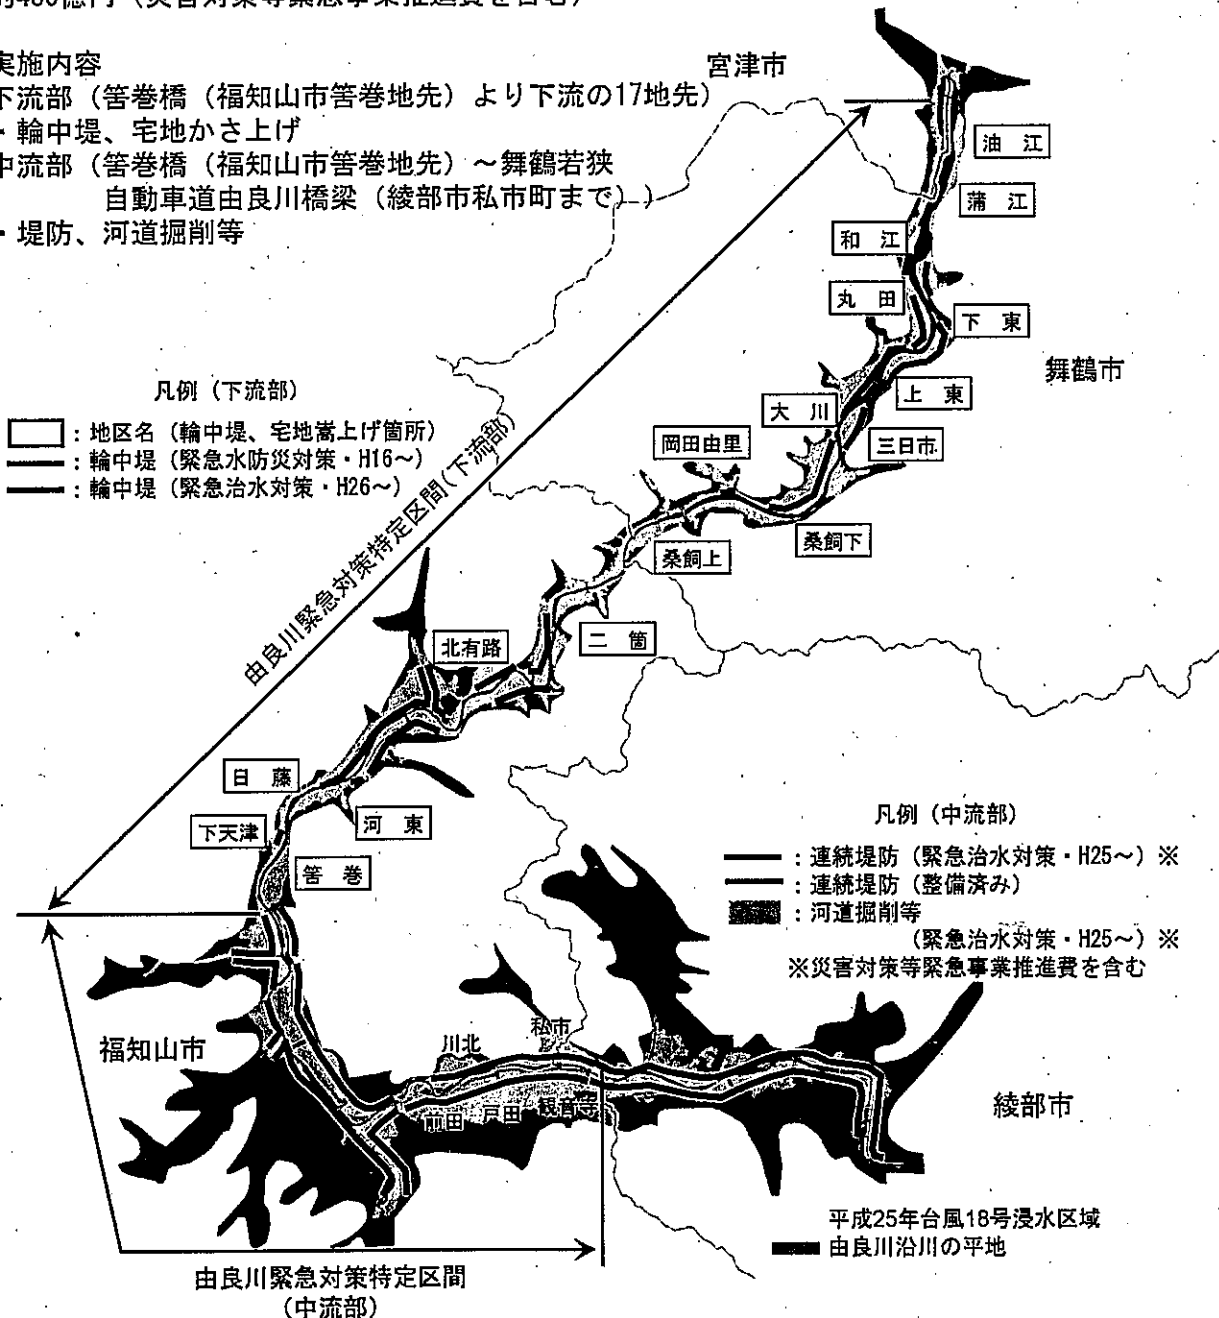 実施内容
下流部（筈巻橋（福知山市筈巻地先）より下流の17地先）
・輪中堤、宅地かさ上げ
中流部（筈巻橋（福知山市筈巻地先）～舞鶴若狭
自動車道由良川橋梁（綾部市私市町まで））
・堤防、河道掘削等
宮津市
油江
蒲江
和江
丸田
下東
舞鶴市
上東
大川
三日市
岡田由里
桑飼下
桑飼上
凡例（下流部）
：地区名（輪中堤、宅地嵩上げ箇所）
：輪中堤（緊急水防災対策・H16～）
：輪中堤（緊急治水対策・H26～）
由良川緊急対策特定区間（下流部）
二箇
北有路
日藤
河東
下天津
筈巻
凡例（中流部）
：連続堤防（緊急治水対策・H25～）※
：連続堤防（整備済み）
：河道掘削等
（緊急治水対策・H25～）※
※災害対策等緊急事業推進費を含む
福知山市
川北
私市
前田
戸田
観音寺
綾部市
平成25年台風18号浸水区域
由良川沿川の平地
由良川緊急対策特定区間
（中流部）